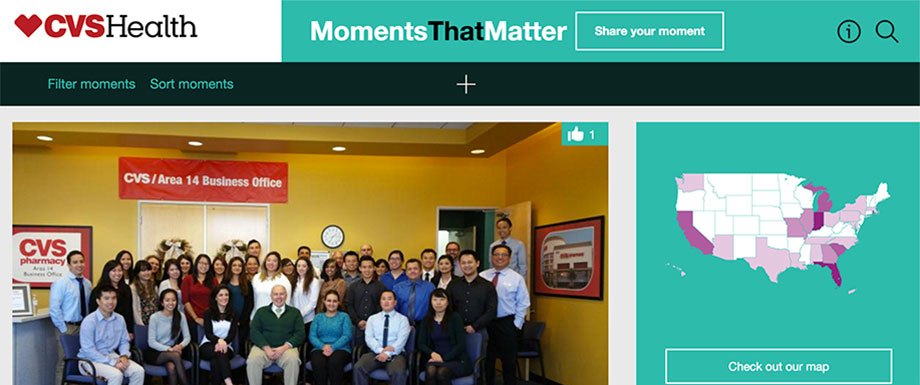 CVSHealth
MomentsThatMatter
Share your moment
Filter moments
Sort moments
1
CVS / Area 14 Business Office
CVS
pharmacy
Area 14
Business Office
Check out our map